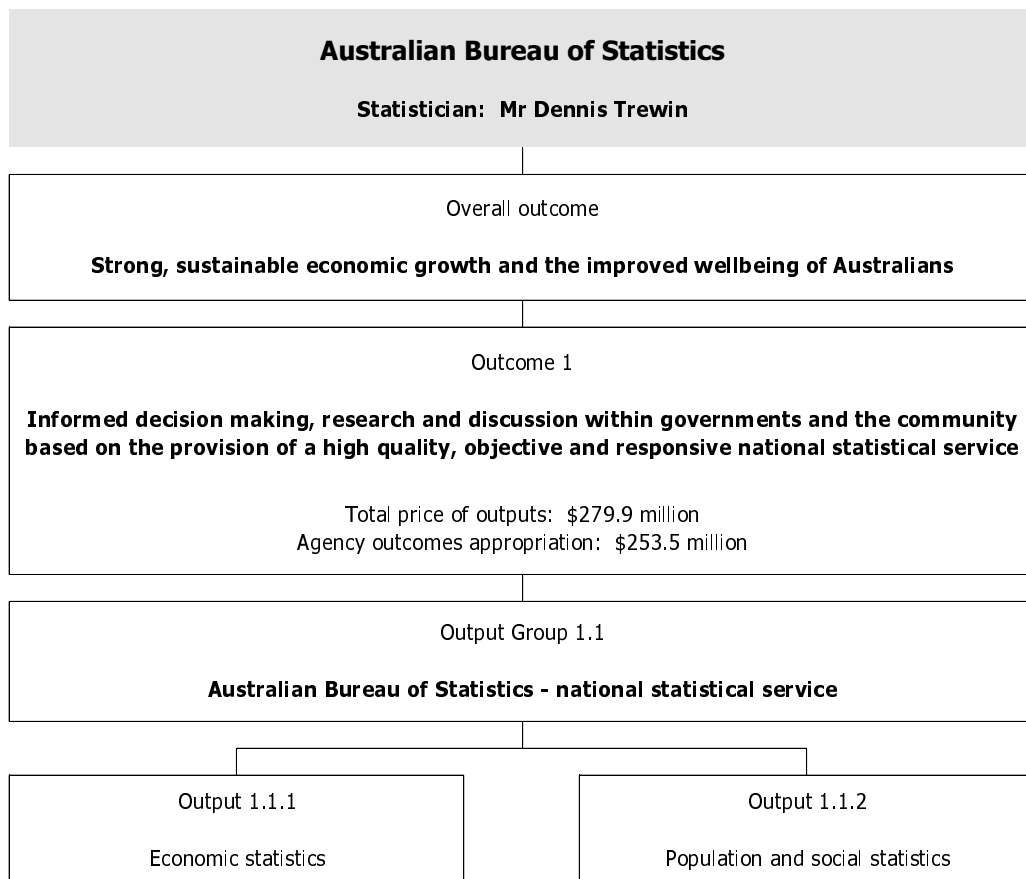 Australian Bureau of Statistics
Statistician: Mr Dennis Trewin
Overall outcome
Strong, sustainable economic growth and the improved wellbeing of Australians
Outcome 1
Informed decision making, research and discussion within governments and the community
based on the provision of a high quality, objective and responsive national statistical service
Total price of outputs: $279.9 million
Agency outcomes appropriation: $253.5 million
Output Group 1.1
Australian Bureau of Statistics - national statistical service
Output 1.1.1
Economic statistics
Output 1.1.2
Population and social statistics